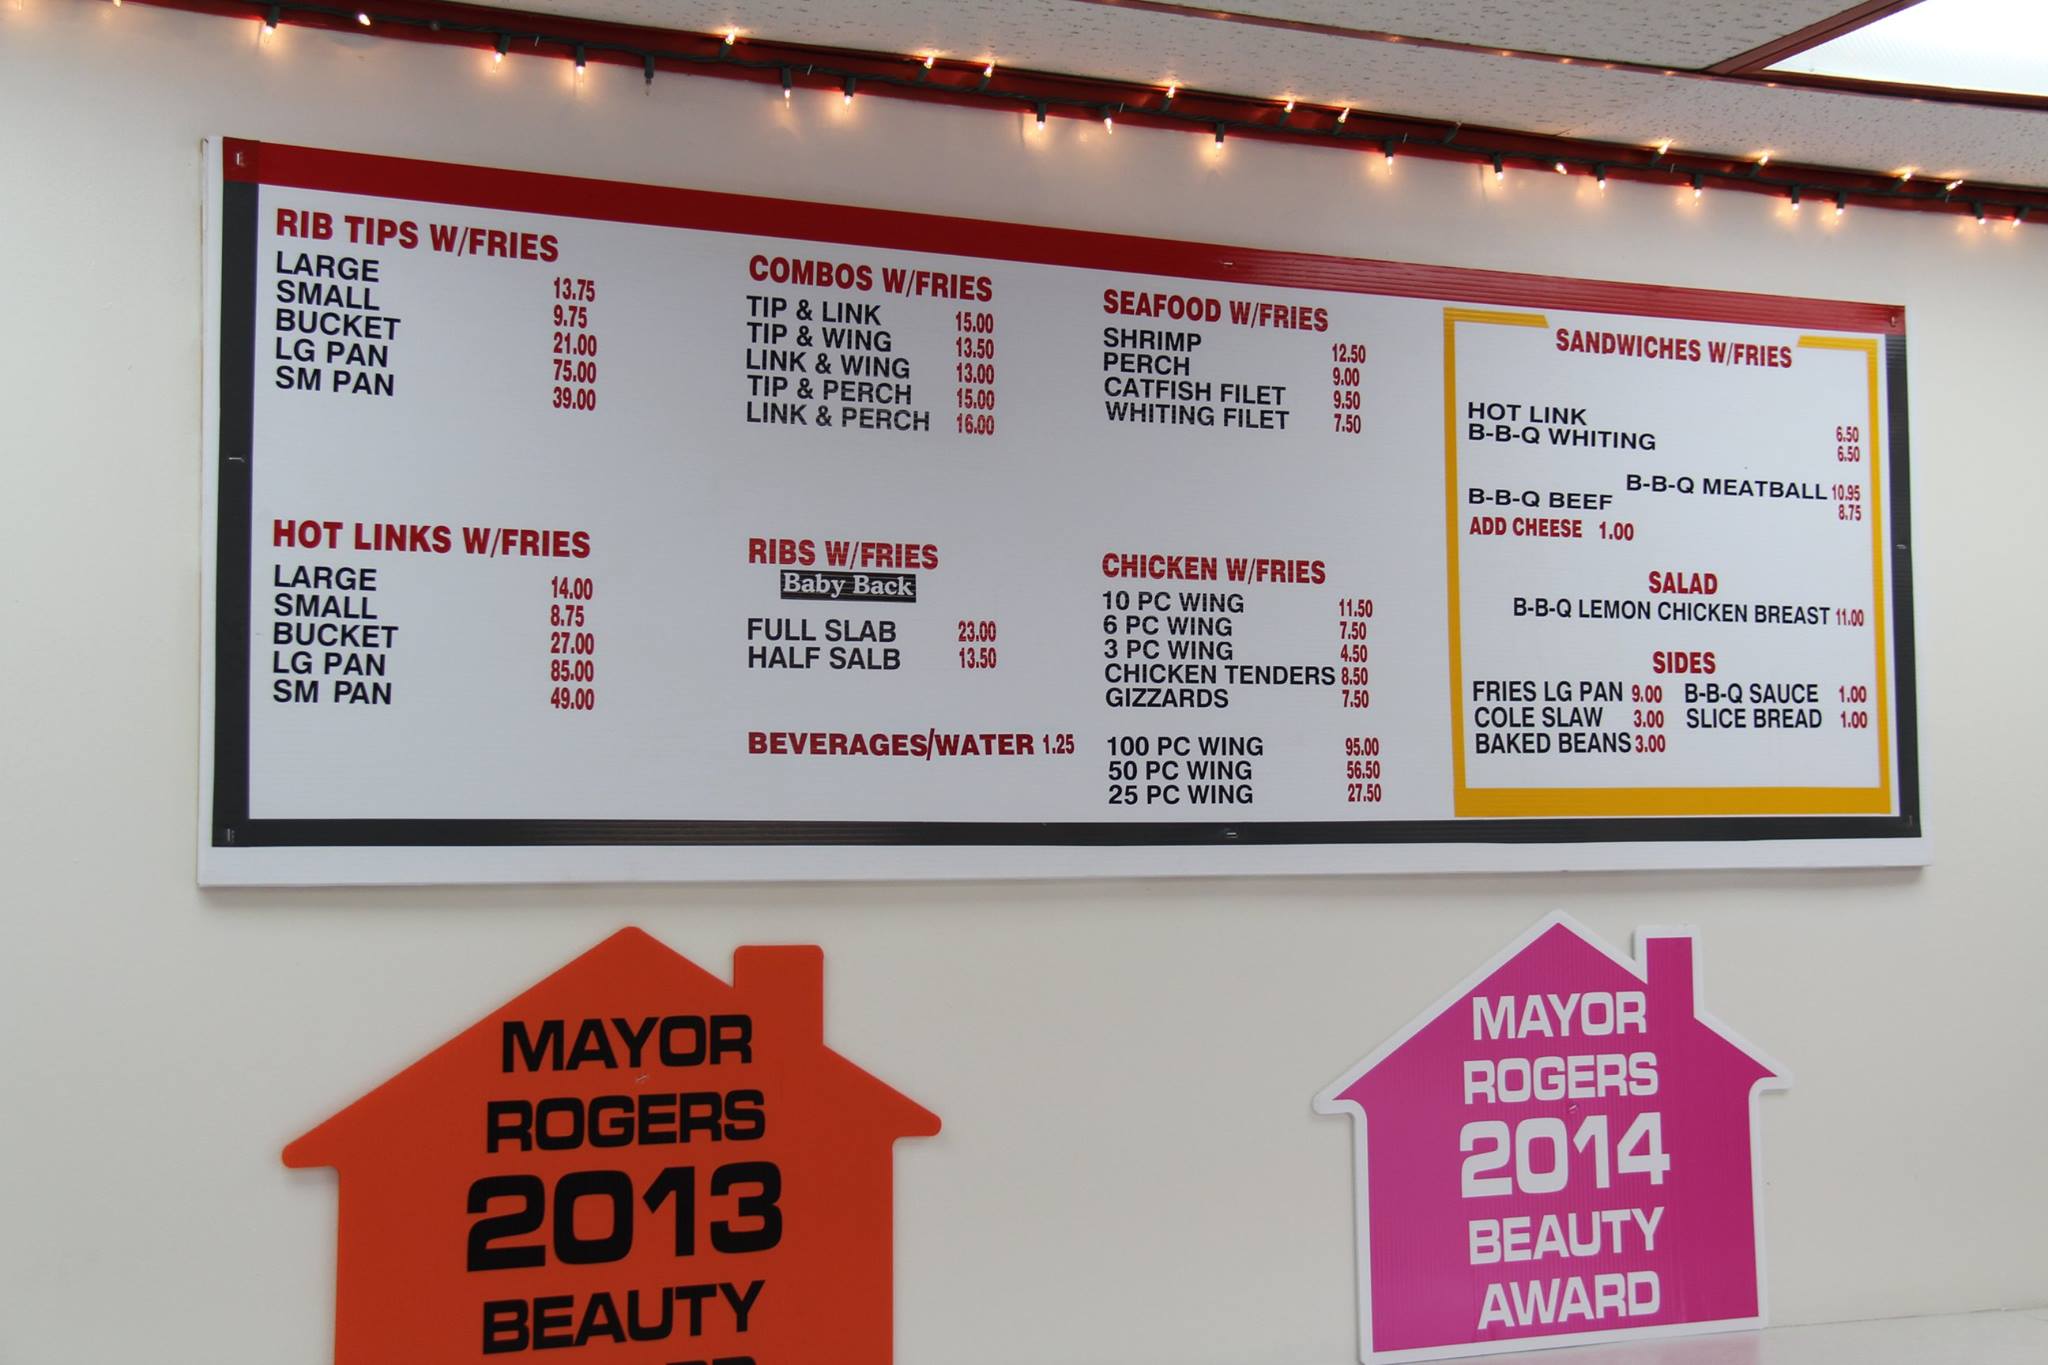 RIB TIPS W/FRIES
LARGE 13.75
SMALL 9.75
BUCKET 21.00
LG PAN 75.00
SM PAN 39.00
HOT LINKS W/FRIES
LARGE 14.00
SMALL 8.75
BUCKET 27.00
LG PAN 85.00
SM PAN 49.00
COMBOS W/FRIES
TIP & LINK 15.00
TIP & WING 13.50
LINK & WING 13.00
TIP & PERCH 15.00
LINK & PERCH 16.00
RIBS W/FRIES
Baby Back
FULL SLAB 23.00
HALF SALB 13.50
BEVERAGES/WATER 1.25
SEAFOOD W/FRIES
SHRIMP 12.50
PERCH 9.00
CATFISH FILET 9.50
WHITING FILET 7.50
CHICKEN W/FRIES
10 PC WING 11.50
6 PC WING 7.50
3 PC WING 4.50
CHICKEN TENDERS 8.50
GIZZARDS 7.50
100 PC WING 95.00
50 PC WING 56.50
25 PC WING 27.50
SANDWICHES W/FRIES
HOT LINK 6.50
B-B-Q WHITING 6.50
B-B-Q MEATBALL 10.95
B-B-Q BEEF 8.75
ADD CHEESE 1.00
SALAD
B-B-Q LEMON CHICKEN BREAST 11.00
SIDES
FRIES LG PAN 9.00 B-B-Q SAUCE 1.00
COLE SLAW 3.00 SLICE BREAD 1.00
BAKED BEANS 3.00
MAYOR
ROGERS
2013
BEAUTY
MAYOR
ROGERS
2014
BEAUTY
AWARD